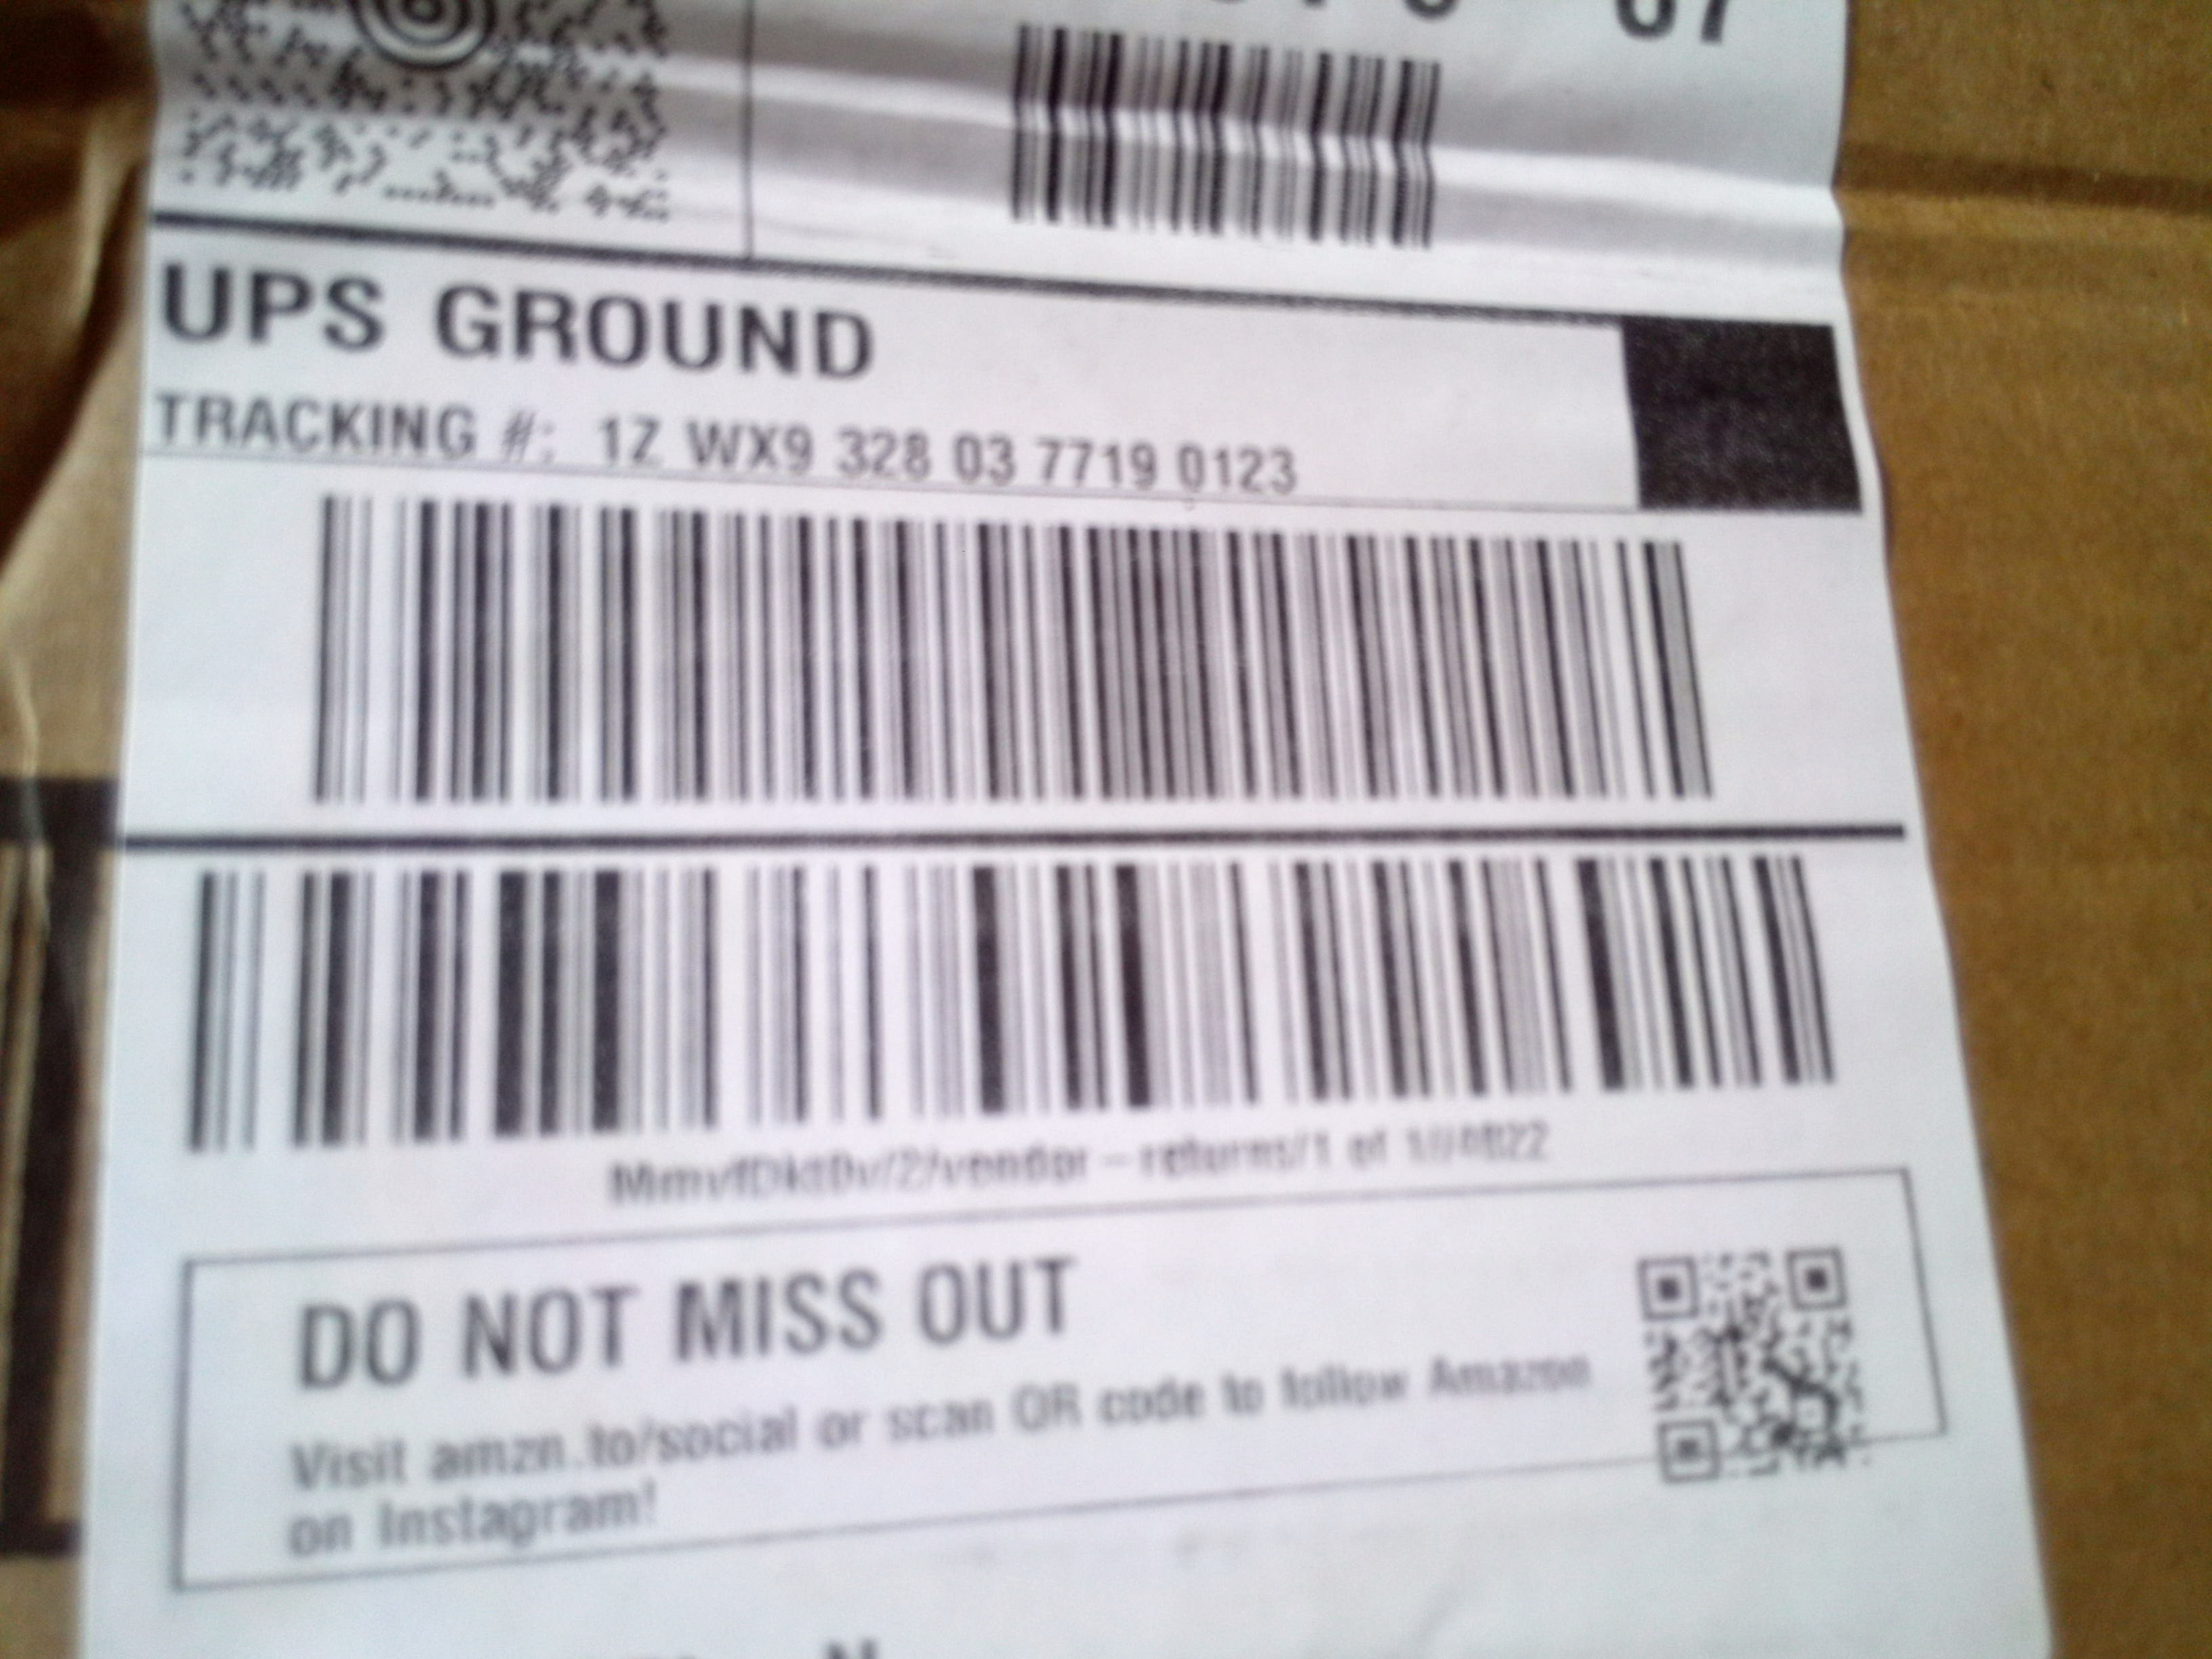 UPS GROUND
TRACKING #: 1Z WX9 328 03 7719 0123
DO NOT MISS OUT
Visit amzn.to/social or scan QR code to follow Amazon
on Instagram!